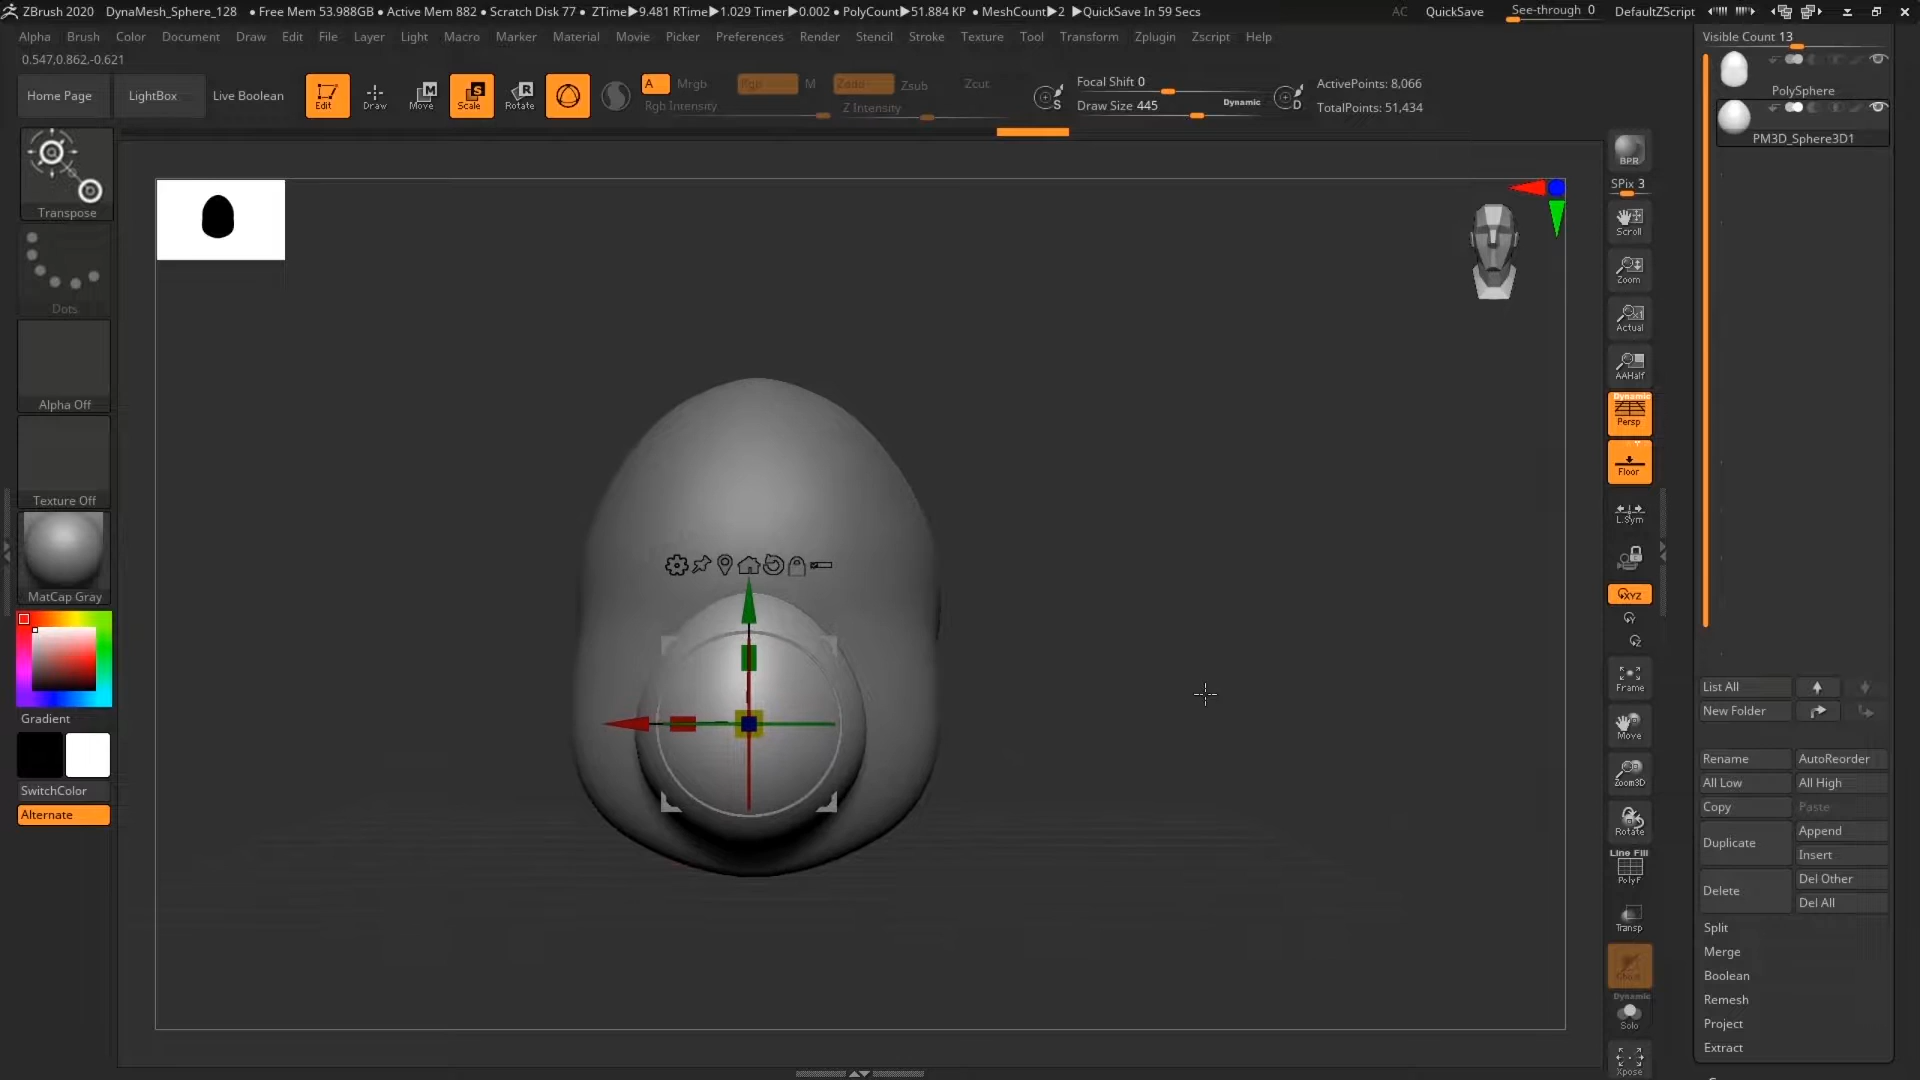 ZBrush 2020 DynaMesh_Sphere_128 • Free Mem 53.988GB • Active Mem 882 • Scratch Disk 77 • ZTime▶9.481 RTime▶1.029 Timer▶0.002 • PolyCount▶51.884 KP • MeshCount▶2 ▶QuickSave In 59 Secs AC QuickSave See-through 0 DefaultZScript
Alpha Brush Color Document Draw Edit File Layer Light Macro Marker Material Movie Picker Preferences Render Stencil Stroke Texture Tool Transform Zplugin Zscript Help
Visible Count 13
0.547,0.862,-0.621
Home Page LightBox Live Boolean
Edit Draw Move Scale Rotate
A Mrgb Rgb M Zadd Zsub Zcut
Rgb Intensity Z Intensity
Focal Shift 0
Draw Size 445 Dynamic
S D
ActivePoints: 8,066
TotalPoints: 51,434
PolySphere
PM3D_Sphere3D1
Transpose
Dots
Alpha Off
Texture Off
MatCap Gray
Gradient
SwitchColor
Alternate
BPR
SPix 3
Scroll
Zoom
Actual
AAHalf
Dynamic
Persp
Floor
L.Sym
XYZ
Y
Z
Frame
Move
Zoom3D
Rotate
Line Fill
PolyF
Transp
Dynamic
Solo
Xpose
List All
New Folder
Rename AutoReorder
All Low All High
Copy Paste
Duplicate Append
Insert
Delete Del Other
Del All
Split
Merge
Boolean
Remesh
Project
Extract